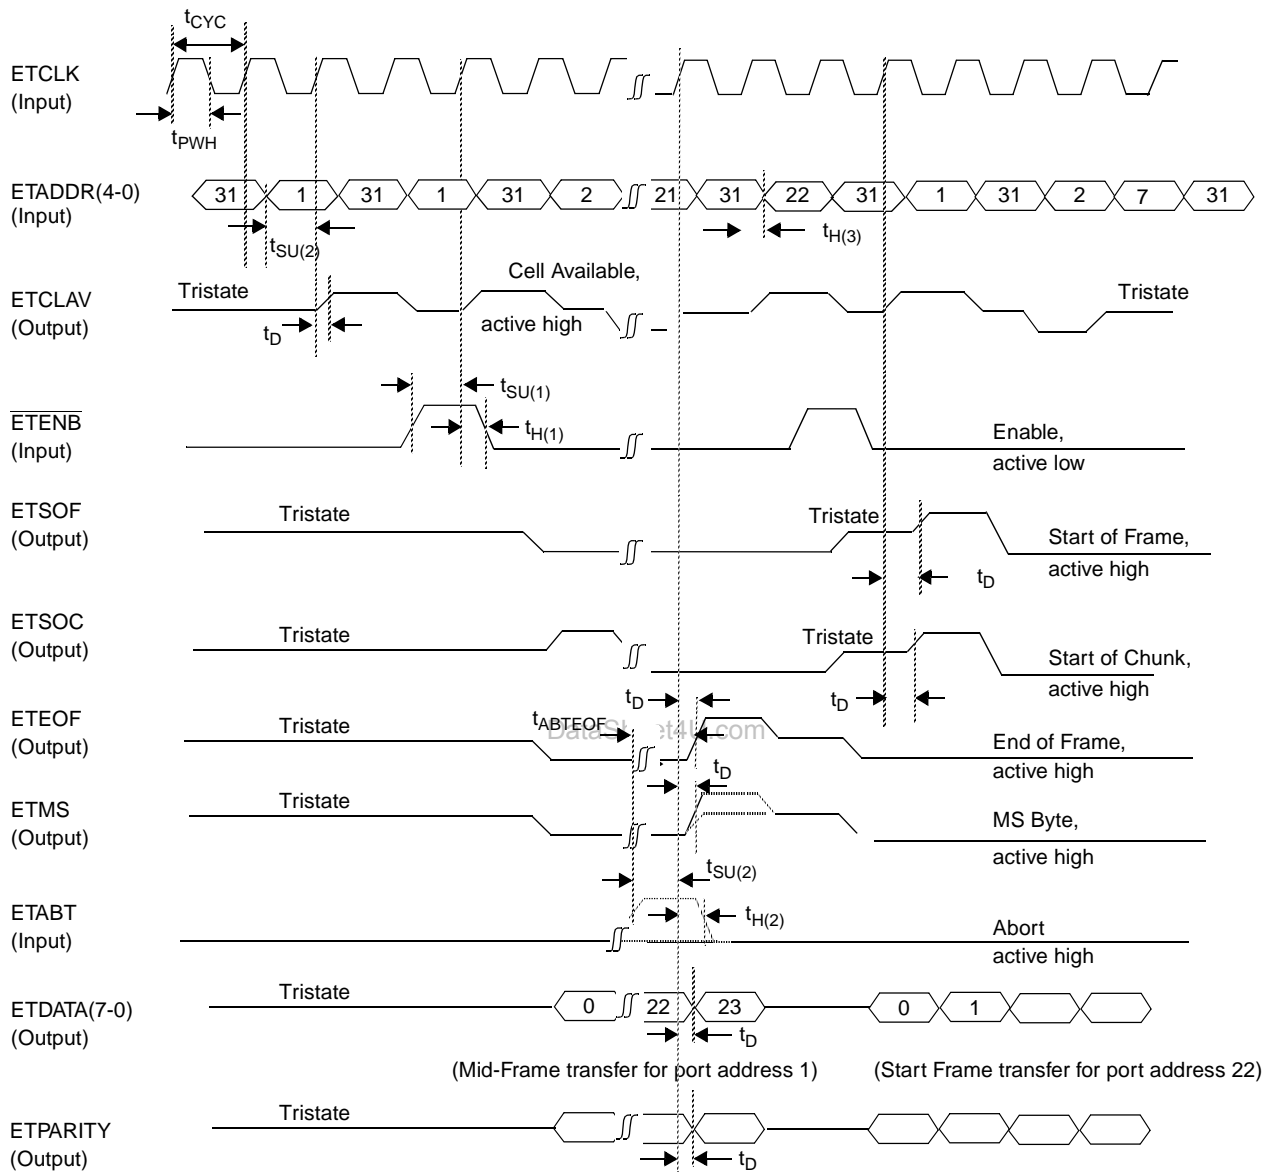 tCYC
ETCLK
(Input)
tPWH
ETADDR(4-0)
(Input)
31 1 31 1 31 2 21 31 22 31 1 31 2 7 31
tSU(2)
tH(3)
ETCLAV
(Output)
Tristate
Cell Available,
active high
Tristate
tD
ETENB
(Input)
tSU(1)
tH(1)
Enable,
active low
ETSOF
(Output)
Tristate
Tristate
Start of Frame,
active high
tD
ETSOC
(Output)
Tristate
Tristate
Start of Chunk,
active high
tD
tD
ETEOF
(Output)
Tristate
tABTEOF
End of Frame,
active high
tD
ETMS
(Output)
Tristate
MS Byte,
active high
tSU(2)
ETABT
(Input)
tH(2)
Abort
active high
ETDATA(7-0)
(Output)
Tristate
0 22 23 0 1
tD
(Mid-Frame transfer for port address 1) (Start Frame transfer for port address 22)
ETPARITY
(Output)
Tristate
tD